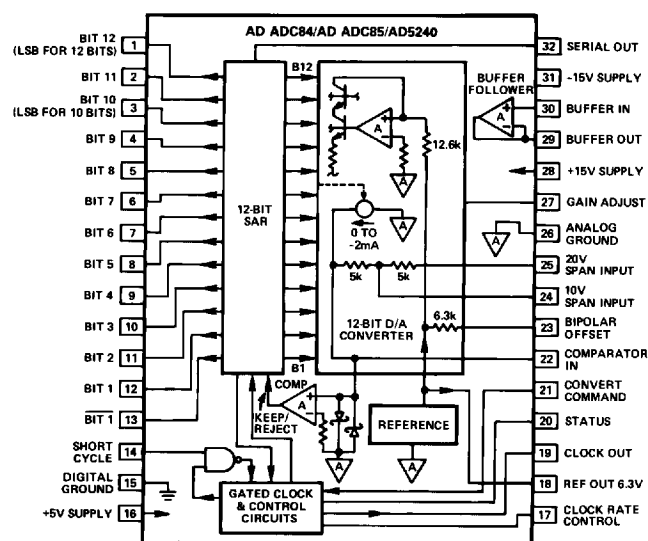 AD ADC84/AD ADC85/AD5240
BIT 12
(LSB FOR 12 BITS)
1
BIT 11
2
BIT 10
(LSB FOR 10 BITS)
3
BIT 9
4
BIT 8
5
BIT 7
6
BIT 6
7
BIT 5
8
BIT 4
9
BIT 3
10
BIT 2
11
BIT 1
12
BIT 1
13
SHORT
CYCLE
14
DIGITAL
GROUND
15
+5V SUPPLY
16
12-BIT
SAR
B12
B1
A
A
12.6k
0 TO
-2mA
A
5k
5k
6.3k
12-BIT D/A
CONVERTER
COMP
A
KEEP/
REJECT
A
REFERENCE
A
GATED CLOCK
& CONTROL
CIRCUITS
BUFFER
FOLLOWER
A
A
32
SERIAL OUT
31
-15V SUPPLY
30
BUFFER IN
29
BUFFER OUT
28
+15V SUPPLY
27
GAIN ADJUST
26
ANALOG
GROUND
25
20V
SPAN INPUT
24
10V
SPAN INPUT
23
BIPOLAR
OFFSET
22
COMPARATOR
IN
21
CONVERT
COMMAND
20
STATUS
19
CLOCK OUT
18
REF OUT 6.3V
17
CLOCK RATE
CONTROL